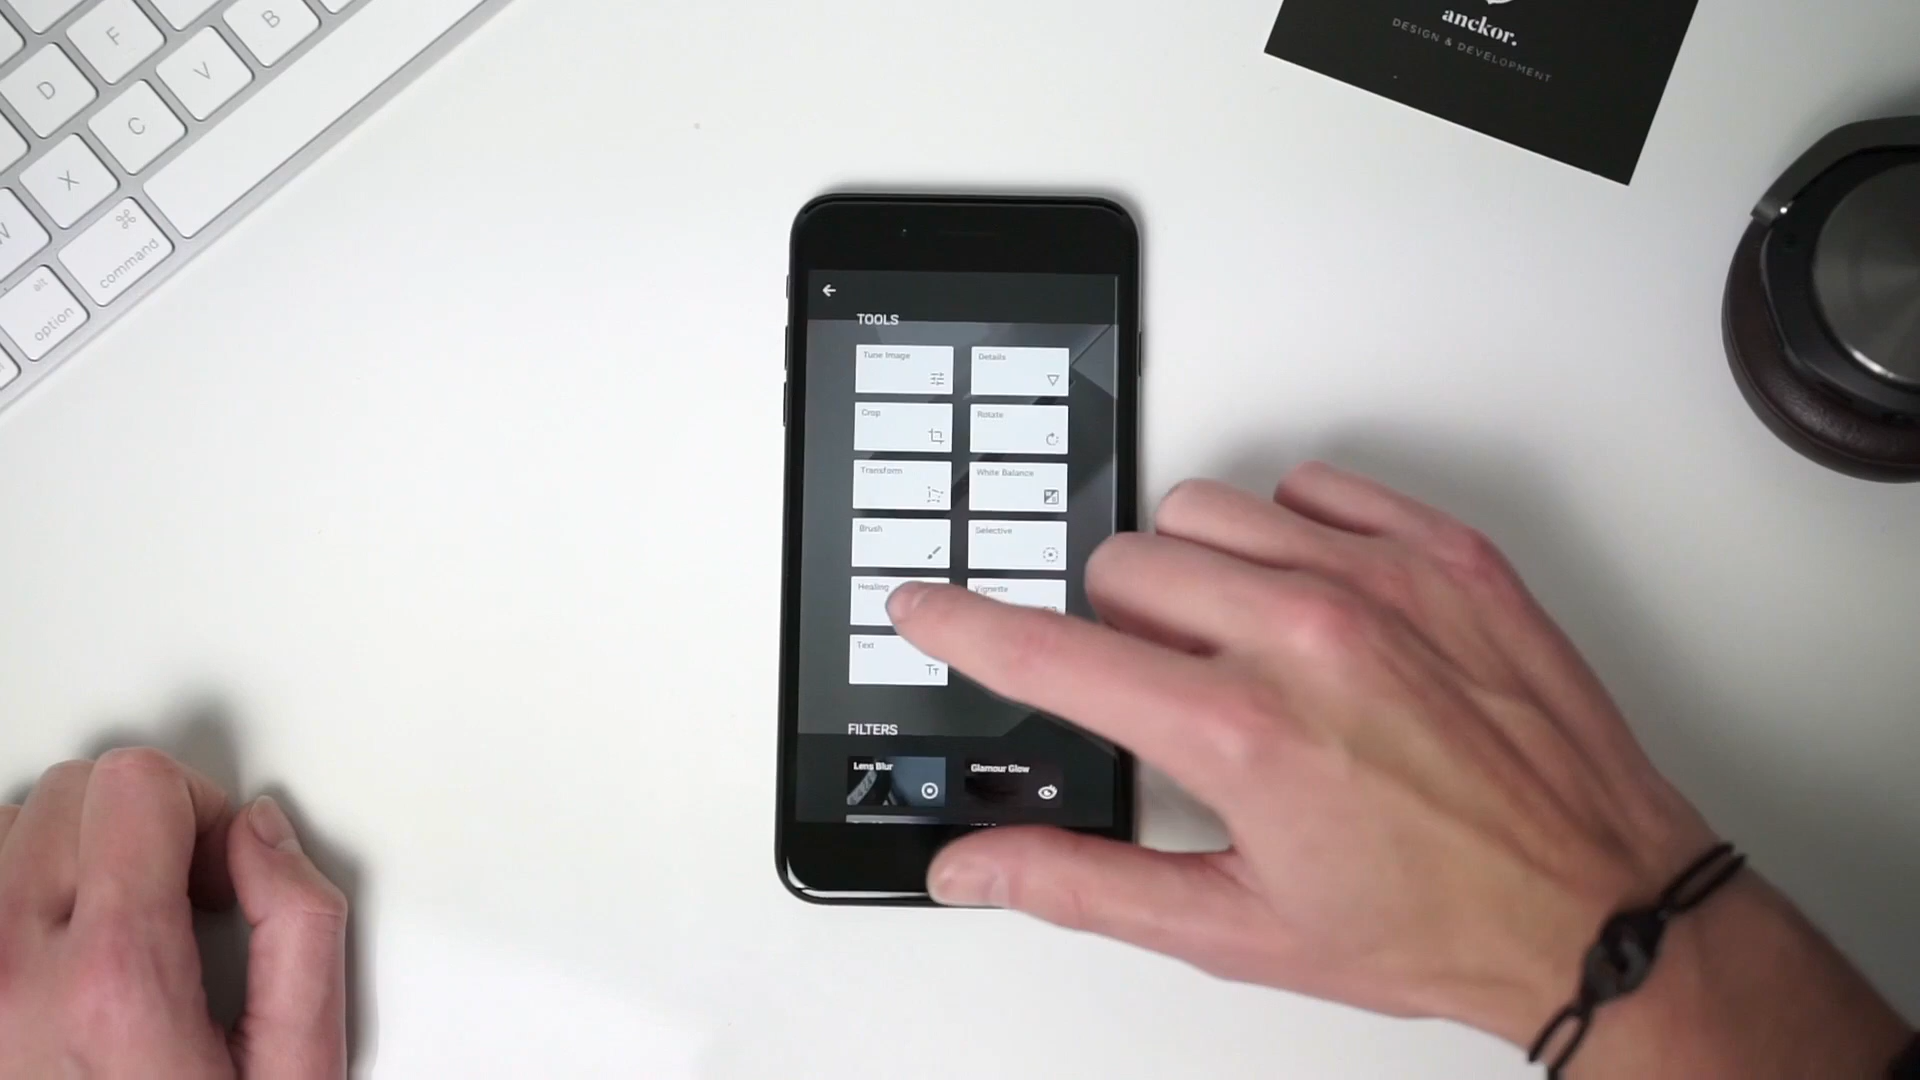 F
B
D
V
C
X
command
alt
option
anckor.
DESIGN & DEVELOPMENT
TOOLS
Tune Image
Details
Crop
Rotate
Transform
White Balance
Brush
Selective
Healing
Vignette
Text
FILTERS
Lens Blur
Glamour Glow